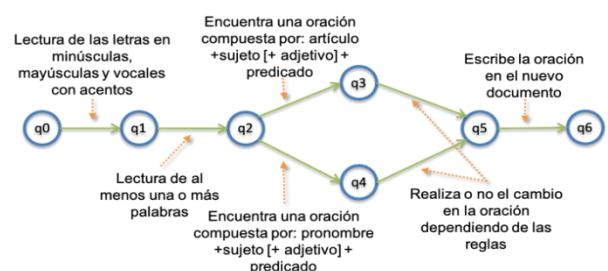 Lectura de las letras en
minúsculas,
mayúsculas y vocales
con acentos
Encuentra una oración
compuesta por: artículo
+sujeto [+ adjetivo] +
predicado
Escribe la oración
en el nuevo
documento
q0
q1
q2
q3
q4
q5
q6
Lectura de al
menos una o más
palabras
Encuentra una oración
compuesta por: pronombre
+sujeto [+ adjetivo] +
predicado
Realiza o no el cambio
en la oración
dependiendo de las
reglas